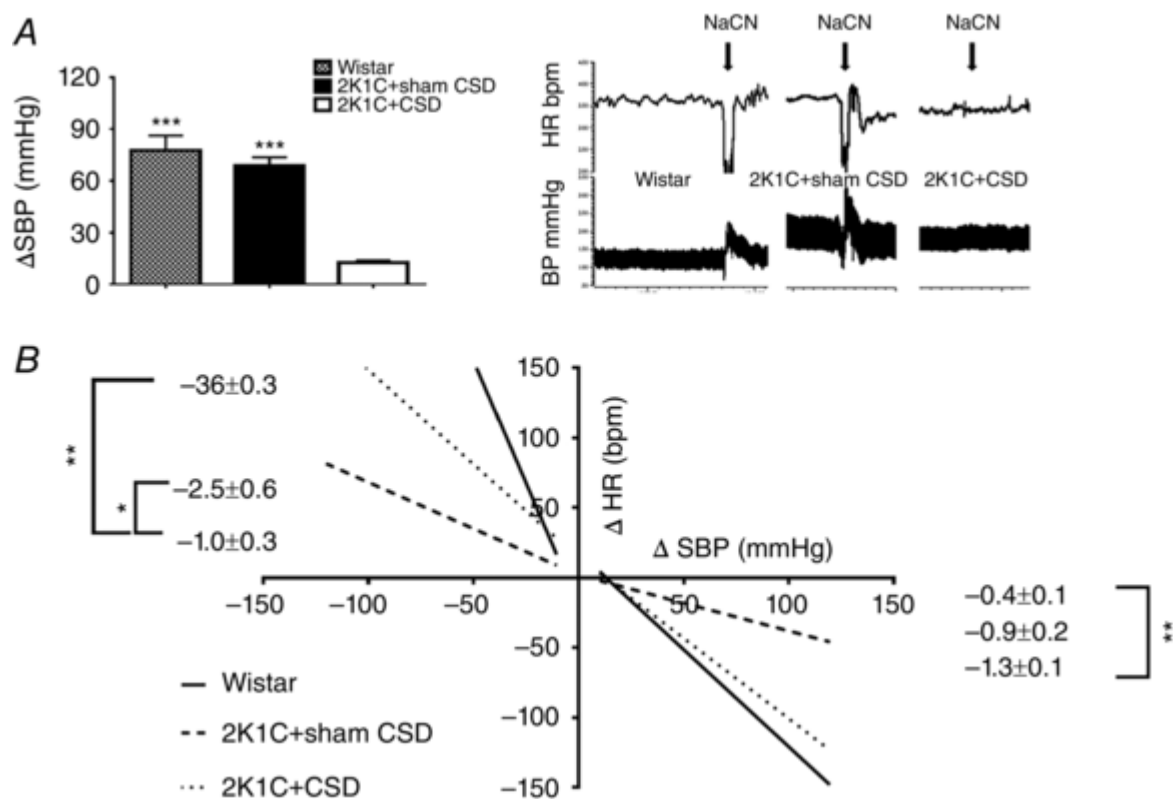 A
Wistar
2K1C+sham CSD
2K1C+CSD
ΔSBP (mmHg)
120
90
60
30
0
***
***
NaCN
NaCN
NaCN
HR bpm
BP mmHg
Wistar
2K1C+sham CSD
2K1C+CSD
B
−36±0.3
−2.5±0.6
−1.0±0.3
**
*
150
100
50
−50
−100
−150
Δ HR (bpm)
Δ SBP (mmHg)
−150
−100
−50
50
100
150
−0.4±0.1
−0.9±0.2
−1.3±0.1
**
Wistar
2K1C+sham CSD
2K1C+CSD